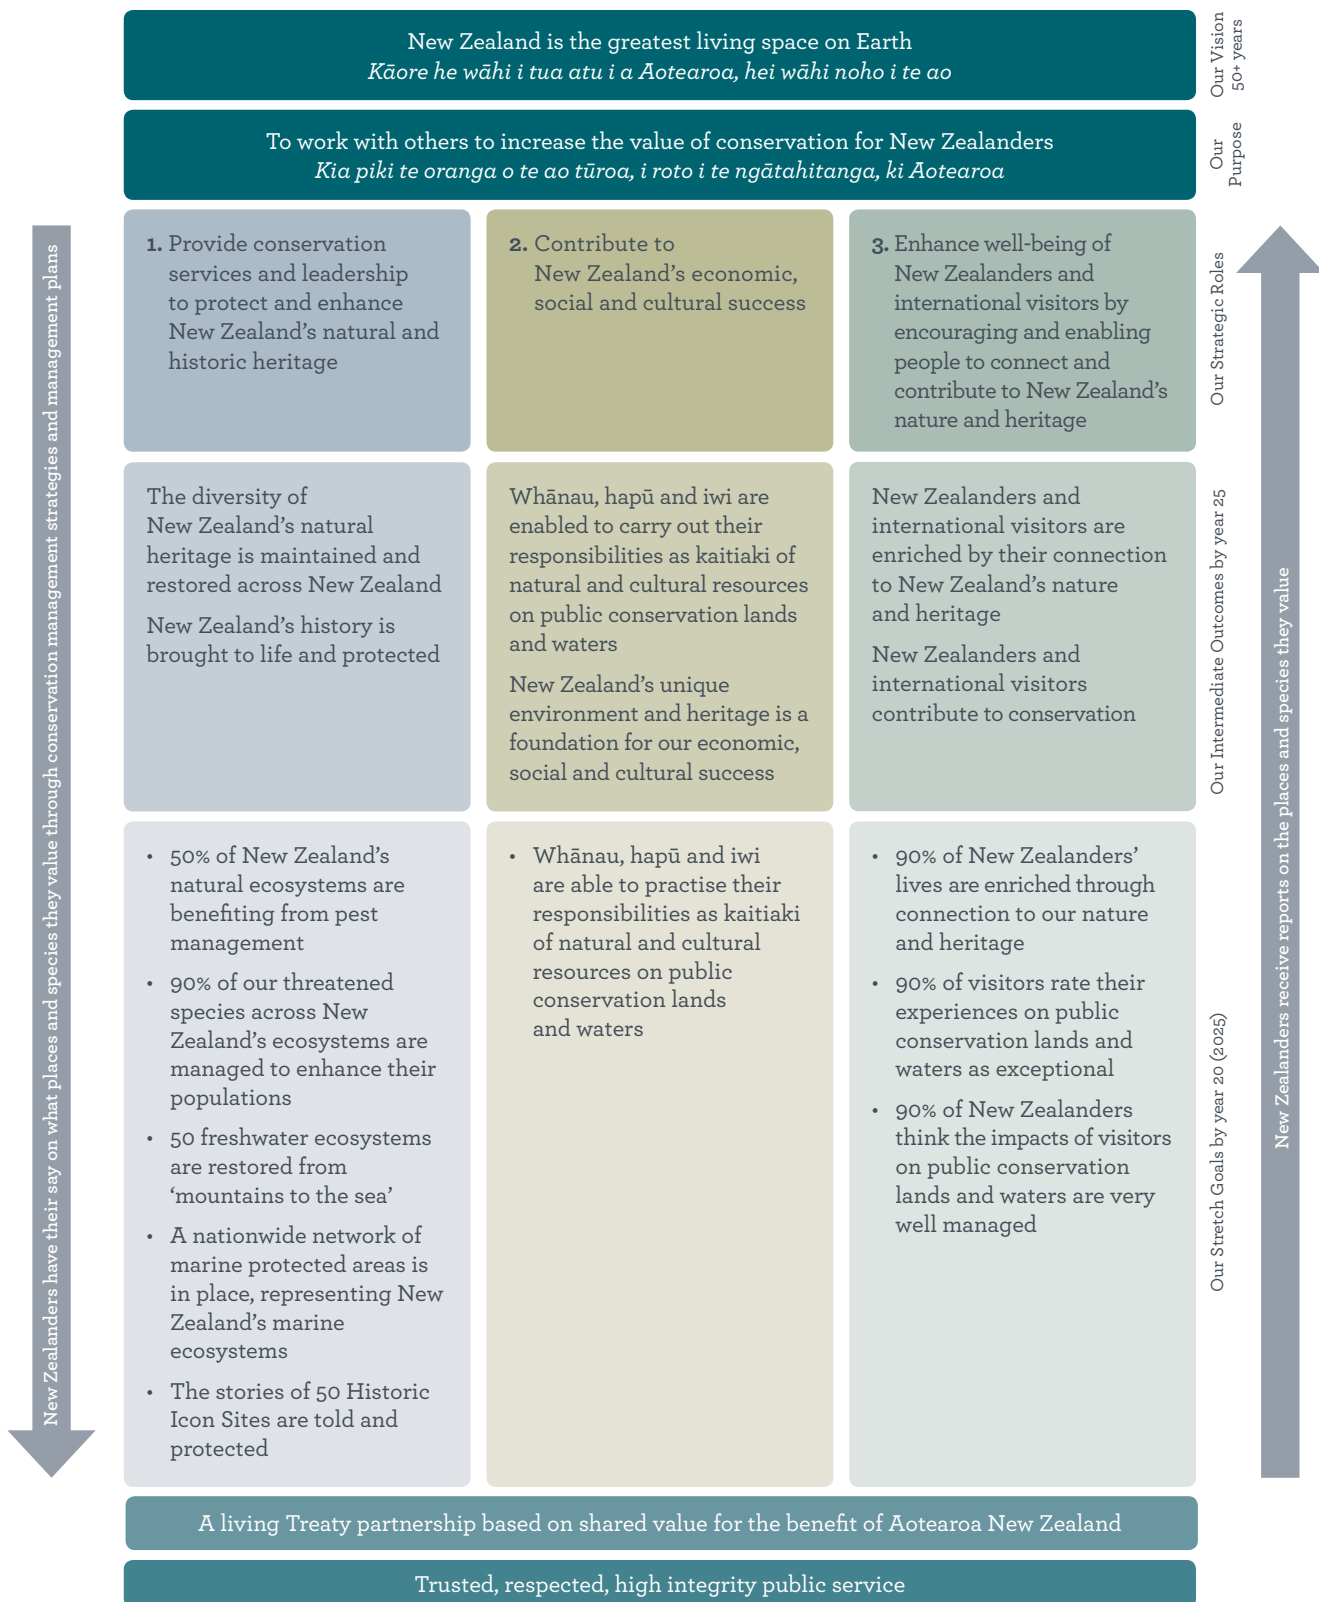 New Zealand is the greatest living space on Earth
Kāore he wāhi i tua atu i a Aotearoa, hei wāhi noho i te ao
Our Vision
50+ years
To work with others to increase the value of conservation for New Zealanders
Kia piki te oranga o te ao tūroa, i roto i te ngātahitanga, ki Aotearoa
Our
Purpose
New Zealanders have their say on what places and species they value through conservation management strategies and management plans
1. Provide conservation
services and leadership
to protect and enhance
New Zealand's natural and
historic heritage
2. Contribute to
New Zealand's economic,
social and cultural success
3. Enhance well-being of
New Zealanders and
international visitors by
encouraging and enabling
people to connect and
contribute to New Zealand's
nature and heritage
Our Strategic Roles
The diversity of
New Zealand's natural
heritage is maintained and
restored across New Zealand
New Zealand's history is
brought to life and protected
Whānau, hapū and iwi are
enabled to carry out their
responsibilities as kaitiaki of
natural and cultural resources
on public conservation lands
and waters
New Zealand's unique
environment and heritage is a
foundation for our economic,
social and cultural success
New Zealanders and
international visitors are
enriched by their connection
to New Zealand's nature
and heritage
New Zealanders and
international visitors
contribute to conservation
Our Intermediate Outcomes by year 25
• 50% of New Zealand's
natural ecosystems are
benefiting from pest
management
• 90% of our threatened
species across New
Zealand's ecosystems are
managed to enhance their
populations
• 50 freshwater ecosystems
are restored from
'mountains to the sea'
• A nationwide network of
marine protected areas is
in place, representing New
Zealand's marine
ecosystems
• The stories of 50 Historic
Icon Sites are told and
protected
• Whānau, hapū and iwi
are able to practise their
responsibilities as kaitiaki
of natural and cultural
resources on public
conservation lands
and waters
• 90% of New Zealanders'
lives are enriched through
connection to our nature
and heritage
• 90% of visitors rate their
experiences on public
conservation lands and
waters as exceptional
• 90% of New Zealanders
think the impacts of visitors
on public conservation
lands and waters are very
well managed
Our Stretch Goals by year 20 (2025)
New Zealanders receive reports on the places and species they value
A living Treaty partnership based on shared value for the benefit of Aotearoa New Zealand
Trusted, respected, high integrity public service